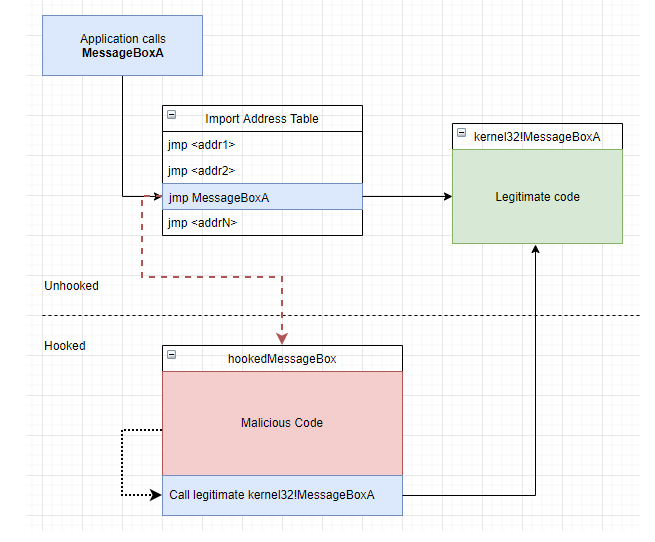 Application calls
MessageBoxA
Import Address Table
jmp <addr1>
jmp <addr2>
jmp MessageBoxA
jmp <addrN>
kernel32!MessageBoxA
Legitimate code
Unhooked
Hooked
hookedMessageBox
Malicious Code
Call legitimate kernel32!MessageBoxA